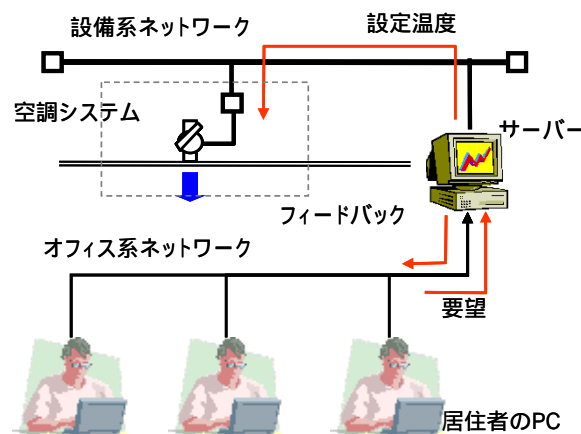 設備系ネットワーク
設定温度
空調システム
サーバー
フィードバック
オフィス系ネットワーク
要望
居住者のPC